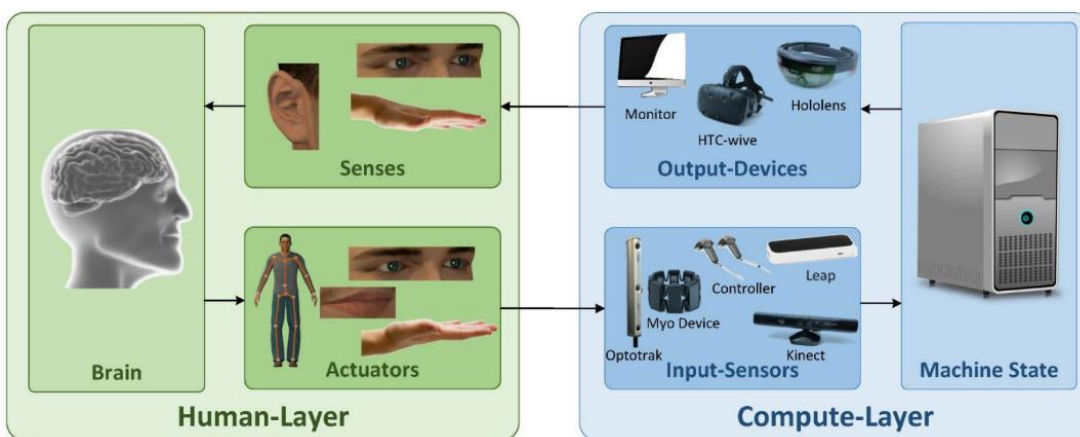 Monitor
HTC-wive
Hololens
Senses
Output-Devices
Optotrak
Myo Device
Controller
Leap
Kinect
Brain
Actuators
Input-Sensors
Machine State
Human-Layer
Compute-Layer